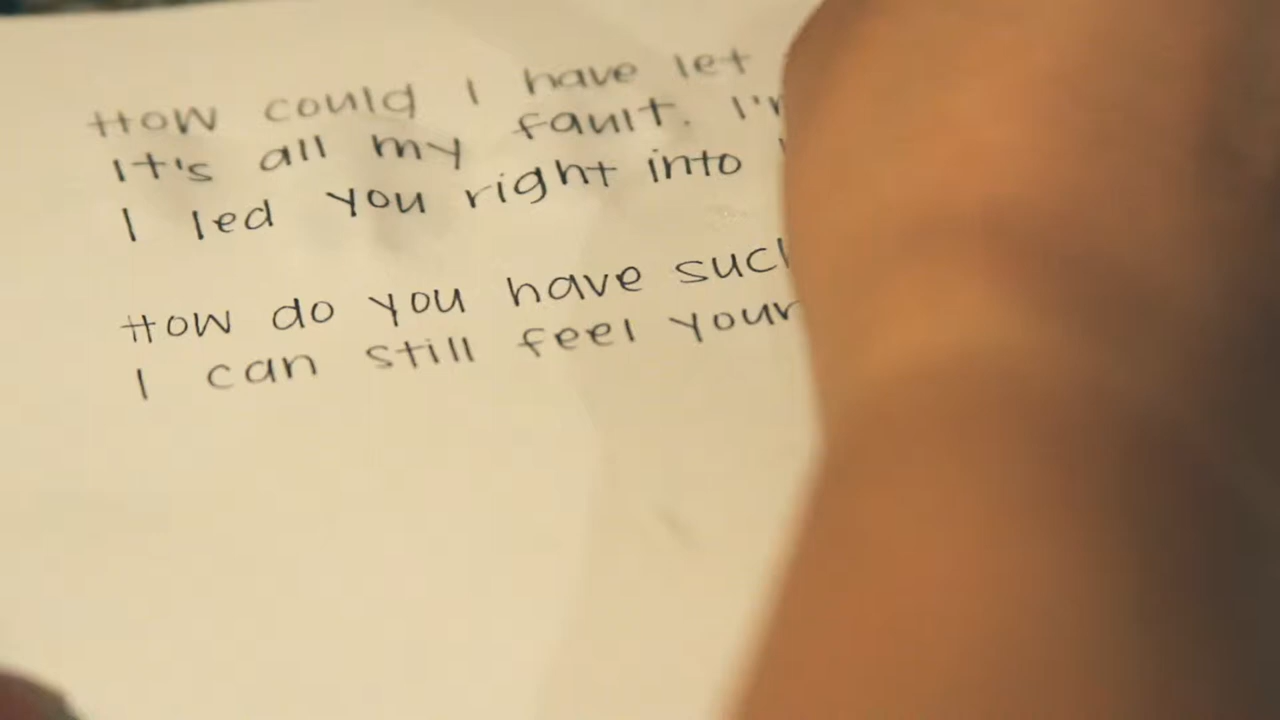 How could I have let
It's all my fault.
I led you right into
How do you have
I can still feel your